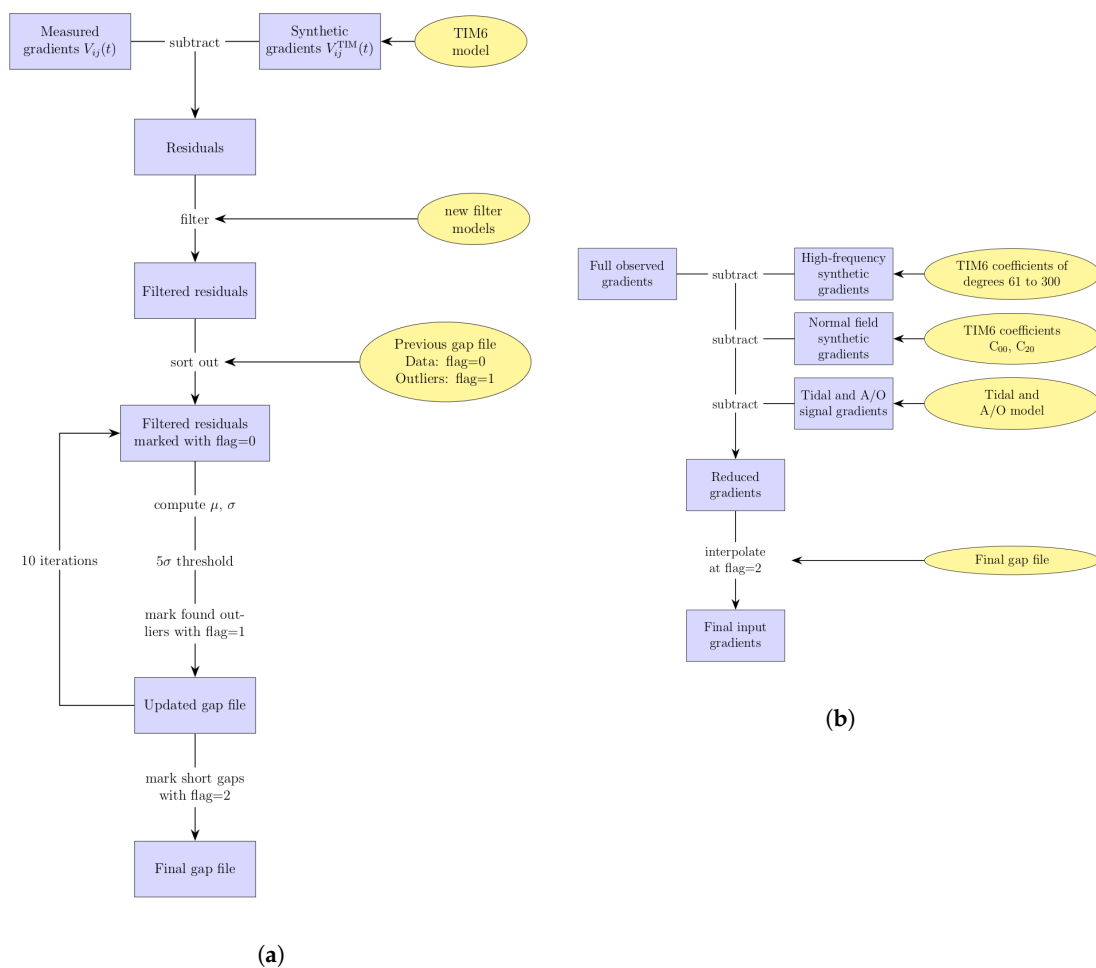 Measured
gradients V_{ij}(t)
subtract
Synthetic
gradients V_{ij}^{TIM}(t)
TIM6
model
Residuals
filter
new filter
models
Filtered residuals
sort out
Previous gap file
Data: flag=0
Outliers: flag=1
Filtered residuals
marked with flag=0
compute μ, σ
10 iterations
5σ threshold
mark found out-
liers with flag=1
Updated gap file
mark short gaps
with flag=2
Final gap file
(a)
Full observed
gradients
subtract
High-frequency
synthetic
gradients
TIM6 coefficients of
degrees 61 to 300
subtract
Normal field
synthetic
gradients
TIM6 coefficients
C₀₀, C₂₀
subtract
Tidal and A/O
signal gradients
Tidal and
A/O model
Reduced
gradients
interpolate
at flag=2
Final gap file
Final input
gradients
(b)